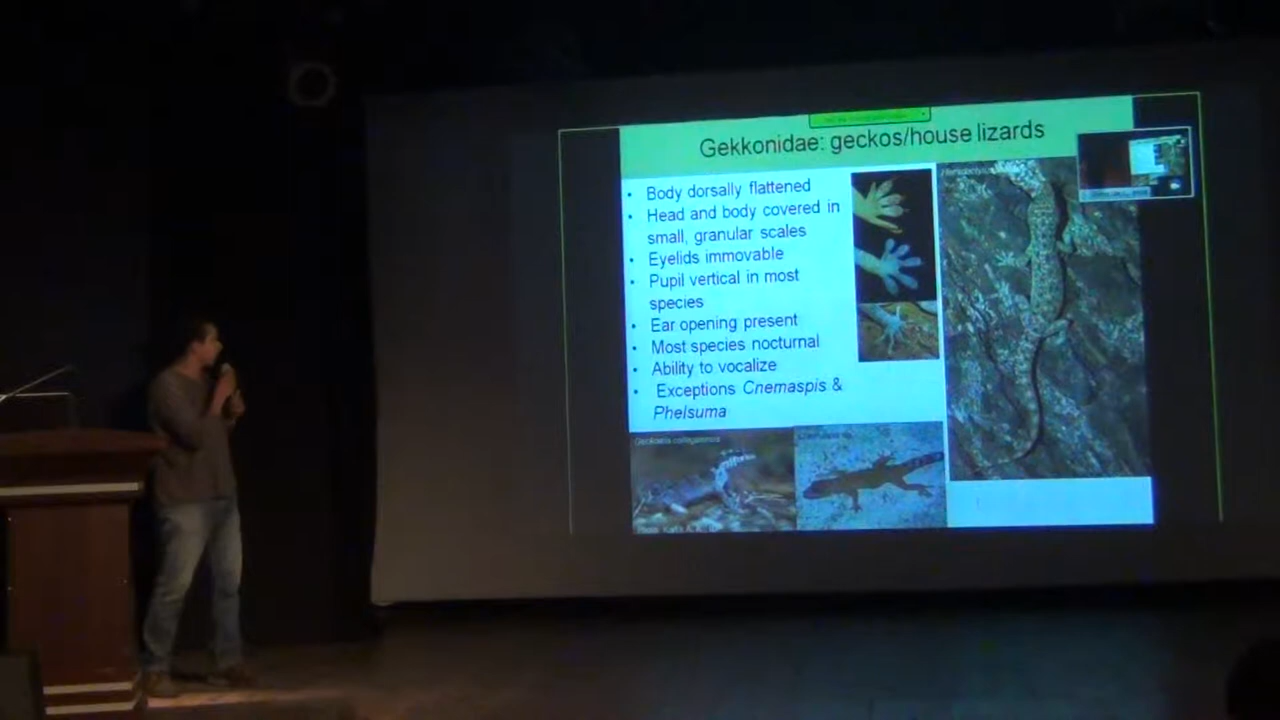 Gekkonidae: geckos/house lizards
• Body dorsally flattened
• Head and body covered in
small, granular scales
• Eyelids immovable
• Pupil vertical in most
species
• Ear opening present
• Most species nocturnal
• Ability to vocalize
• Exceptions Cnemaspis &
Phelsuma